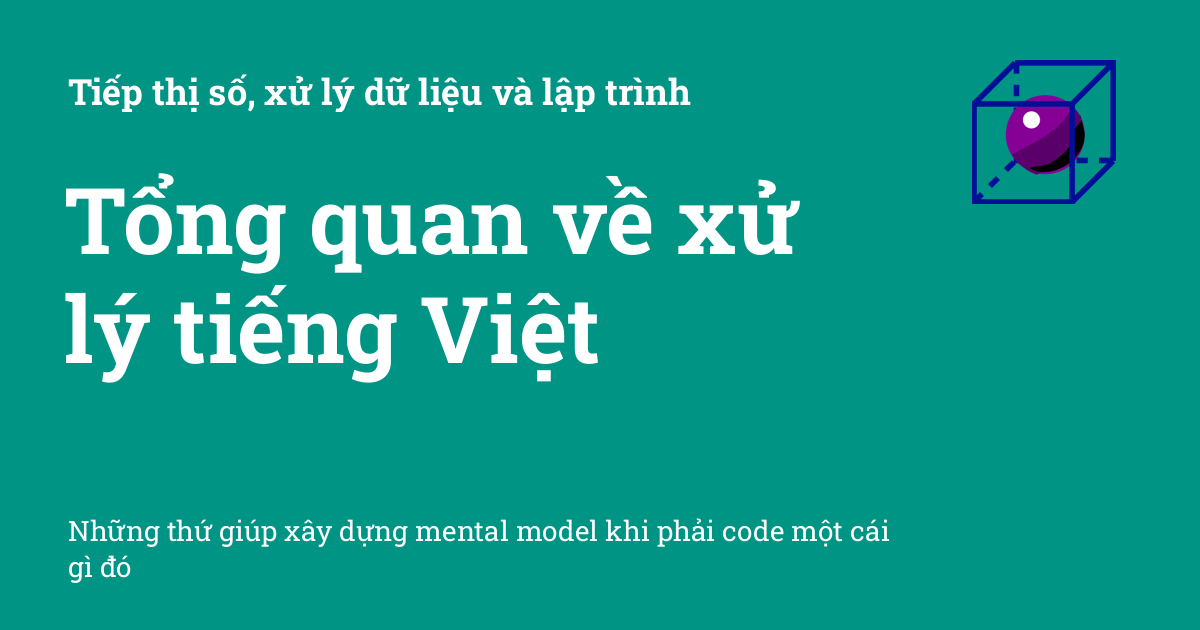 Tiếp thị số, xử lý dữ liệu và lập trình
Tổng quan về xử
lý tiếng Việt
Những thứ giúp xây dựng mental model khi phải code một cái
gì đó